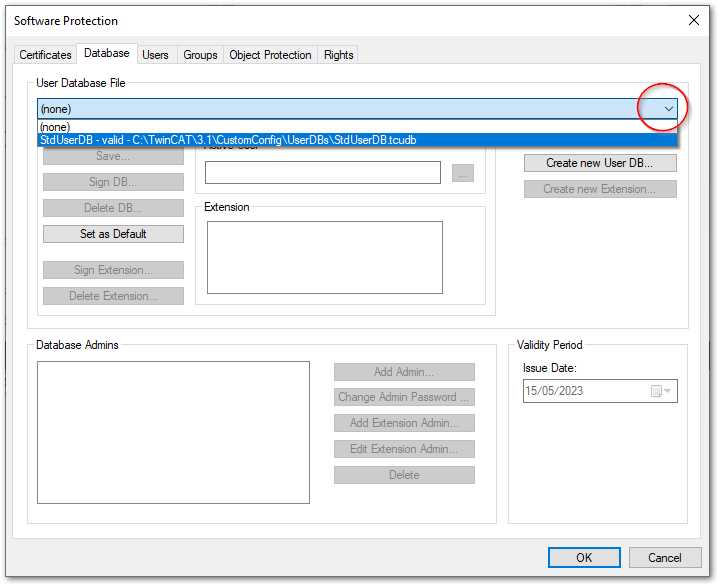 Software Protection
Certificates Database Users Groups Object Protection Rights
User Database File
(none)
(none)
StdUserDB - valid - C:\TwinCAT\3.1\CustomConfig\UserDBs\StdUserDB.tcudb
Save...
Sign DB...
Delete DB...
Set as Default
Sign Extension...
Delete Extension...
...
Extension
Create new User DB...
Create new Extension...
Database Admins
Add Admin...
Change Admin Password ...
Add Extension Admin...
Edit Extension Admin...
Delete
Validity Period
Issue Date:
15/05/2023
OK Cancel